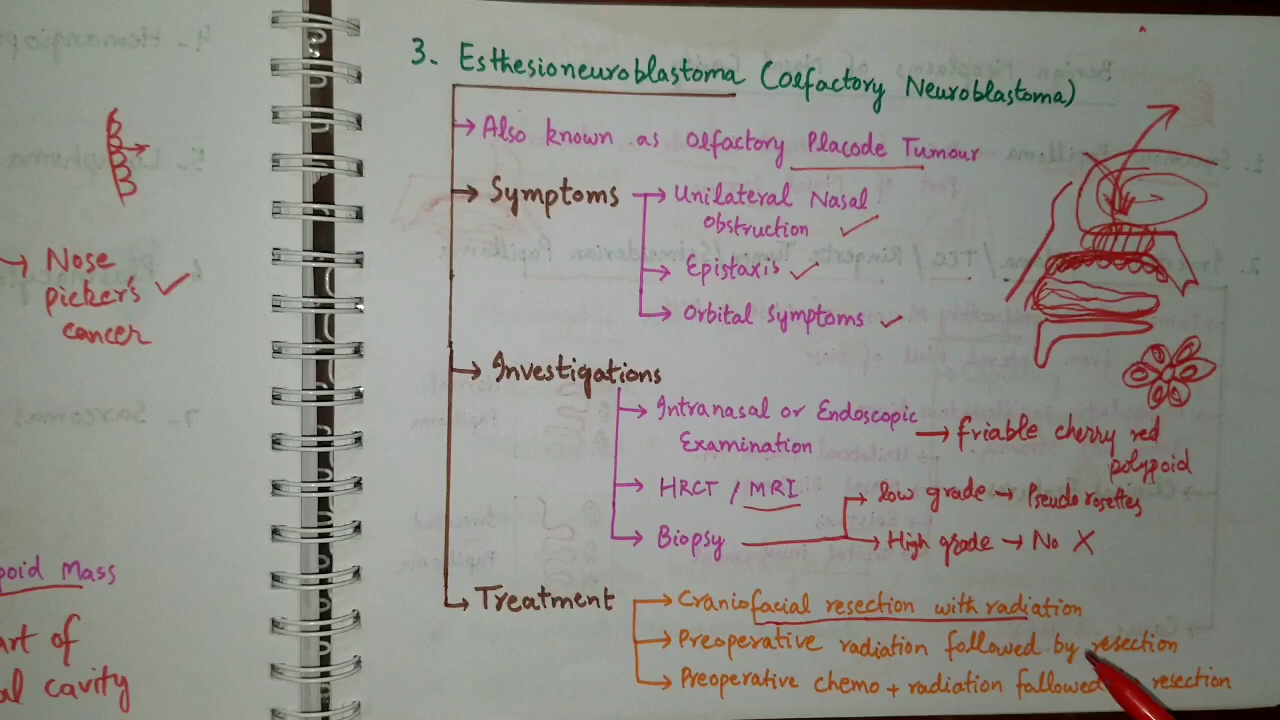 Nose
picker's
cancer
poid Mass
art of
al cavity
3. Esthesioneuroblastoma (olfactory Neuroblastoma)
Also known as olfactory Placode Tumour
Symptoms
Unilateral Nasal
obstruction
Epistaxis
Orbital Symptoms
Investigations
Intranasal or Endoscopic
Examination
friable cherry red
polypoid
HRCT / MRI
Biopsy
low grade → Pseudo rosettes
High grade → No X
Treatment
Craniofacial resection with radiation
Preoperative radiation followed by resection
Preoperative chemo + radiation fallowed resection